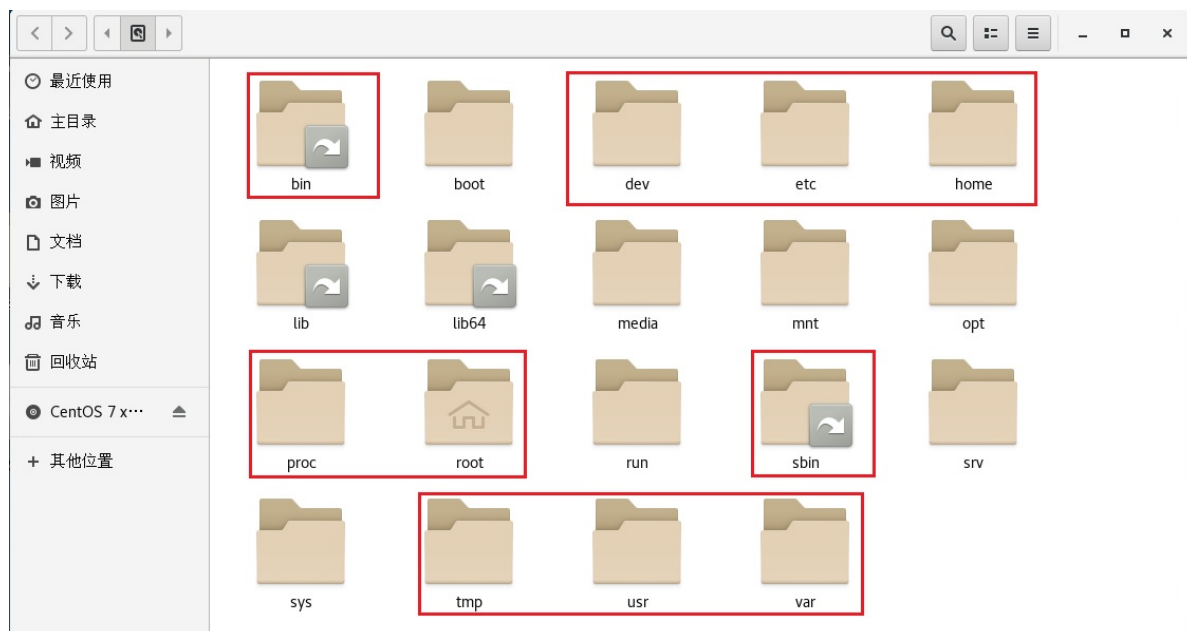 最近使用
主目录
视频
图片
文档
下载
音乐
回收站
CentOS 7 x…
其他位置
bin boot dev etc home
lib lib64 media mnt opt
proc root run sbin srv
sys tmp usr var